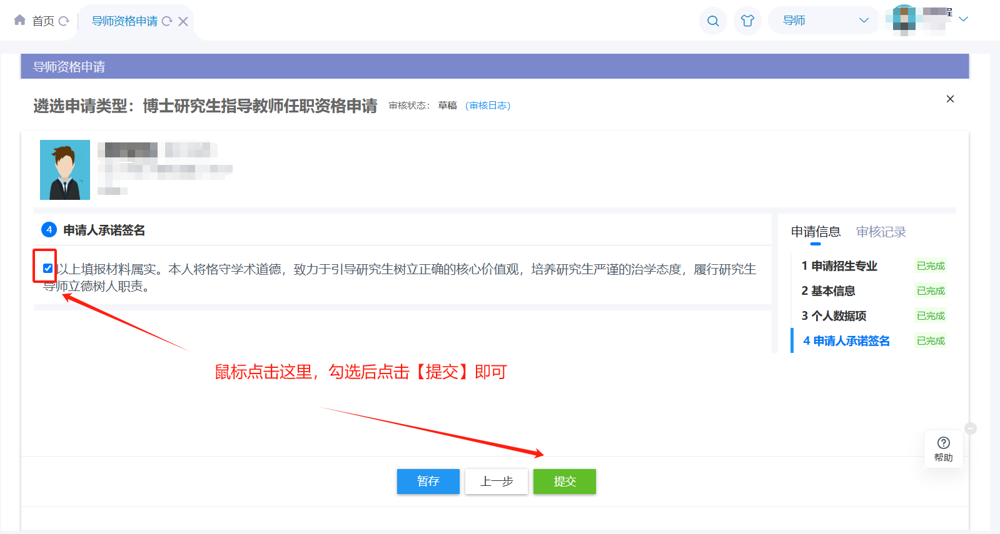 首页
导师资格申请
导师
程
导师资格申请
遴选申请类型：博士研究生指导教师任职资格申请 审核状态： 草稿 （审核日志）
4 申请人承诺签名
以上填报材料属实。本人将恪守学术道德，致力于引导研究生树立正确的核心价值观，培养研究生严谨的治学态度，履行研究生
导师立德树人职责。
申请信息 审核记录
1 申请招生专业 已完成
2 基本信息 已完成
3 个人数据项 已完成
4 申请人承诺签名 已完成
鼠标点击这里，勾选后点击【提交】即可
帮助
暂存 上一步 提交